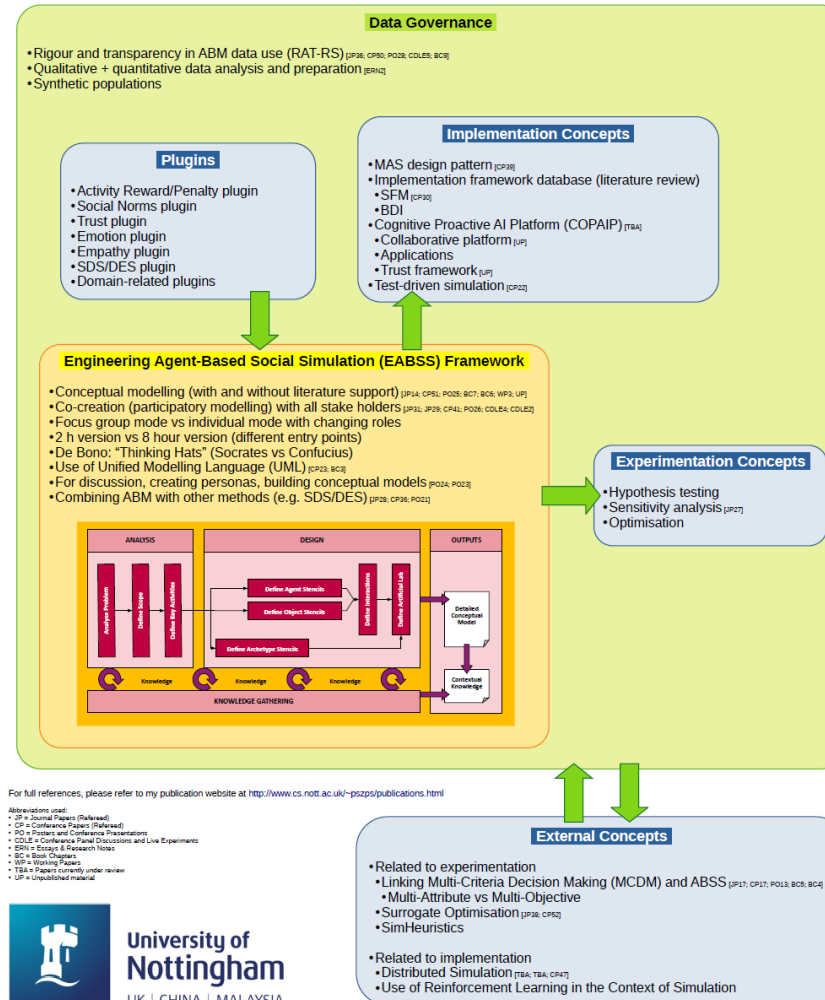 Data Governance
•Rigour and transparency in ABM data use (RAT-RS) [JP36; CP50; PO28; CDLE5; BC9]
•Qualitative + quantitative data analysis and preparation [ERN2]
•Synthetic populations
Plugins
•Activity Reward/Penalty plugin
•Social Norms plugin
•Trust plugin
•Emotion plugin
•Empathy plugin
•SDS/DES plugin
•Domain-related plugins
Implementation Concepts
•MAS design pattern [CP39]
•Implementation framework database (literature review)
•SFM [CP30]
•BDI
•Cognitive Proactive AI Platform (COPAIP) [TBA]
•Collaborative platform [UP]
•Applications
•Trust framework [UP]
•Test-driven simulation [CP22]
Engineering Agent-Based Social Simulation (EABSS) Framework
•Conceptual modelling (with and without literature support) [JP14; CP51; PO25; BC7; BC6; WP3; UP]
•Co-creation (participatory modelling) with all stake holders [JP31; JP29; CP41; PO26; CDLE4; CDLE2]
•Focus group mode vs individual mode with changing roles
•2 h version vs 8 hour version (different entry points)
•De Bono: “Thinking Hats” (Socrates vs Confucius)
•Use of Unified Modelling Language (UML) [CP23; BC3]
•For discussion, creating personas, building conceptual models [PO24; PO23]
•Combining ABM with other methods (e.g. SDS/DES) [JP28; CP36; PO21]
Experimentation Concepts
•Hypothesis testing
•Sensitivity analysis [JP27]
•Optimisation
ANALYSIS
DESIGN
OUTPUTS
Analyse Problem
Define Scope
Define Key Activities
Define Agent Stencils
Define Object Stencils
Define Archetype Stencils
Define Interactions
Define Artificial Lab
Detailed
Conceptual
Model
Contextual
Knowledge
Knowledge
Knowledge
Knowledge
KNOWLEDGE GATHERING
For full references, please refer to my publication website at http://www.cs.nott.ac.uk/~pszps/publications.html
Abbreviations used:
• JP = Journal Papers (Refereed)
• CP = Conference Papers (Refereed)
• PO = Posters and Conference Presentations
• CDLE = Conference Panel Discussions and Live Experiments
• ERN = Essays & Research Notes
• BC = Book Chapters
• WP = Working Papers
• TBA = Papers currently under review
• UP = Unpublished material
External Concepts
•Related to experimentation
•Linking Multi-Criteria Decision Making (MCDM) and ABSS [JP17; CP17; PO13; BC5; BC4]
•Multi-Attribute vs Multi-Objective
•Surrogate Optimisation [JP39; CP52]
•SimHeuristics
•Related to implementation
•Distributed Simulation [TBA; TBA; CP47]
•Use of Reinforcement Learning in the Context of Simulation
University of
Nottingham
UK | CHINA | MALAYSIA